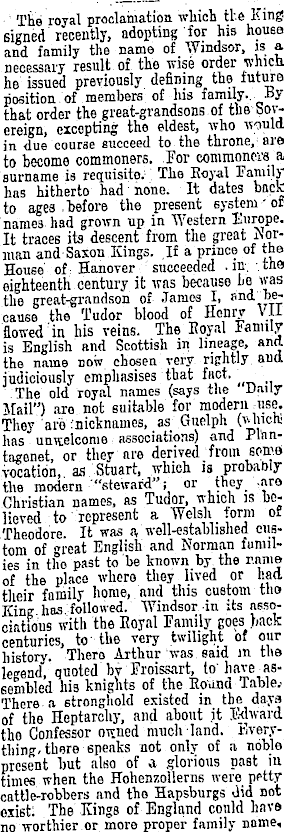 The royal proclamation which the King
signed recently, adopting for his house
and family the name of Windsor, is a
necessary result of the wise order which
he issued previously defining the future
position of members of his family. By
that order the great-grandsons of the Sov-
ereign, excepting the eldest, who would
in due course succeed to the throne, are
to become commoners. For commoners a
surname is requisite. The Royal Family
has hitherto had none. It dates back
to ages before the present system of
names had grown up in Western Europe.
It traces its descent from the great Nor-
man and Saxon Kings. If a prince of the
House of Hanover succeeded in the
eighteenth century it was because he was
the great-grandson of James I, and be-
cause the Tudor blood of Henry VII
flowed in his veins. The Royal Family
is English and Scottish in lineage, and
the name now chosen very rightly and
judiciously emphasises that fact.
The old royal names (says the "Daily
Mail") are not suitable for modern use.
They are nicknames, as Guelph (which
has unwelcome associations) and Plan-
tagenet, or they are derived from some
vocation, as Stuart, which is probably
the modern "steward"; or they are
Christian names, as Tudor, which is be-
lieved to represent a Welsh form of
Theodore. It was a well-established cus-
tom of great English and Norman famil-
ies in the past to be known by the name
of the place where they lived or had
their family home, and this custom the
King has followed. Windsor in its asso-
ciations with the Royal Family goes back
centuries, to the very twilight of our
history. There Arthur was said in the
legend, quoted by Froissart, to have as-
sembled his knights of the Round Table.
There a stronghold existed in the days
of the Heptarchy, and about it Edward
the Confessor owned much land. Every-
thing there speaks not only of a noble
present but also of a glorious past in
times when the Hohenzollerns were petty
cattle-robbers and the Hapsburgs did not
exist. The Kings of England could have
no worthier or more proper family name.